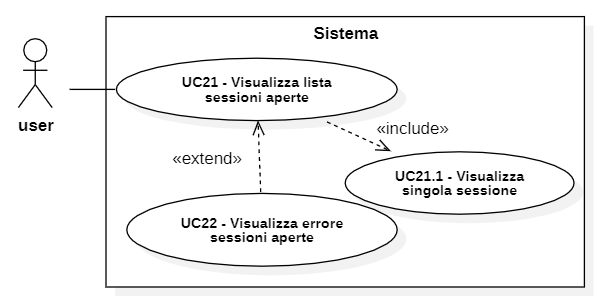 Sistema
UC21 - Visualizza lista
sessioni aperte
user
«include»
«extend»
UC21.1 - Visualizza
singola sessione
UC22 - Visualizza errore
sessioni aperte